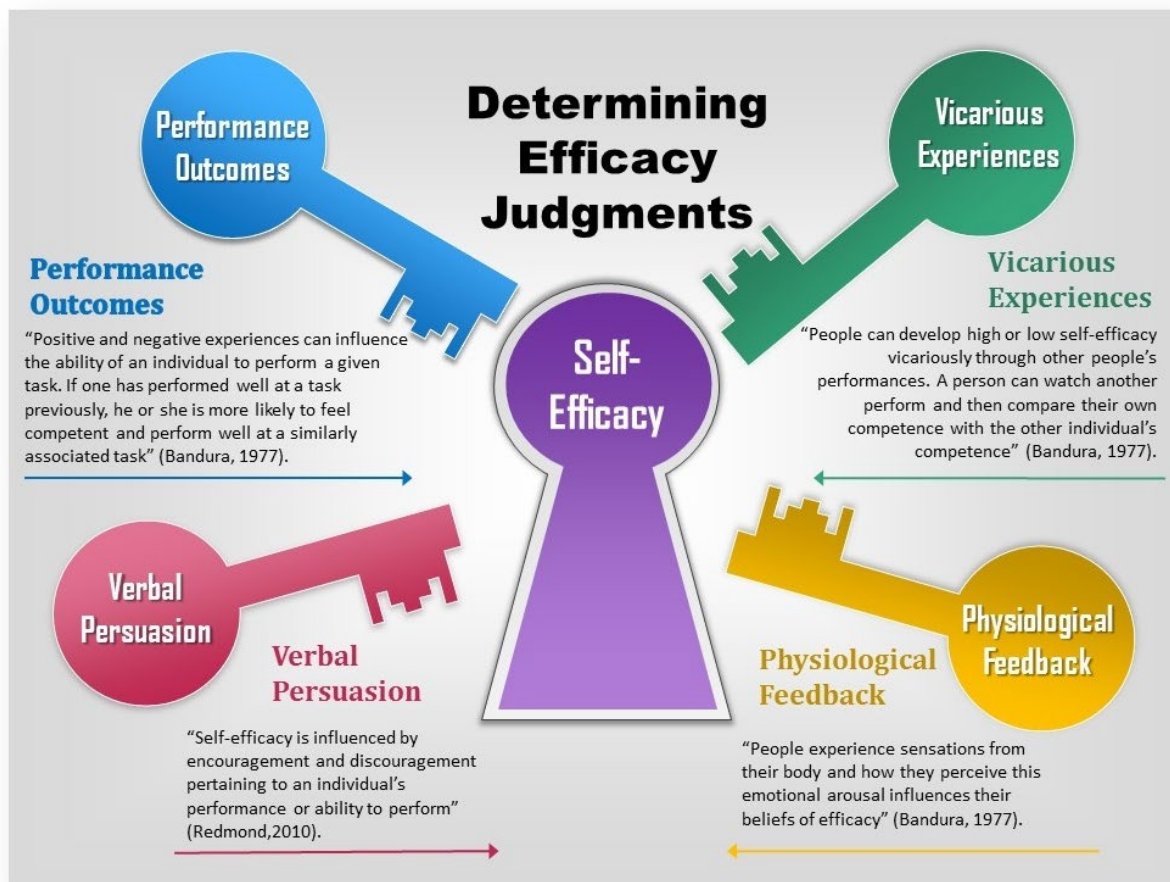 Determining
Efficacy
Judgments
Performance
Outcomes
Performance
Outcomes
“Positive and negative experiences can influence
the ability of an individual to perform a given
task. If one has performed well at a task
previously, he or she is more likely to feel
competent and perform well at a similarly
associated task” (Bandura, 1977).
Vicarious
Experiences
Vicarious
Experiences
“People can develop high or low self-efficacy
vicariously through other people’s
performances. A person can watch another
perform and then compare their own
competence with the other individual’s
competence” (Bandura, 1977).
Self-
Efficacy
Verbal
Persuasion
Verbal
Persuasion
“Self-efficacy is influenced by
encouragement and discouragement
pertaining to an individual’s
performance or ability to perform”
(Redmond,2010).
Physiological
Feedback
Physiological
Feedback
“People experience sensations from
their body and how they perceive this
emotional arousal influences their
beliefs of efficacy” (Bandura, 1977).